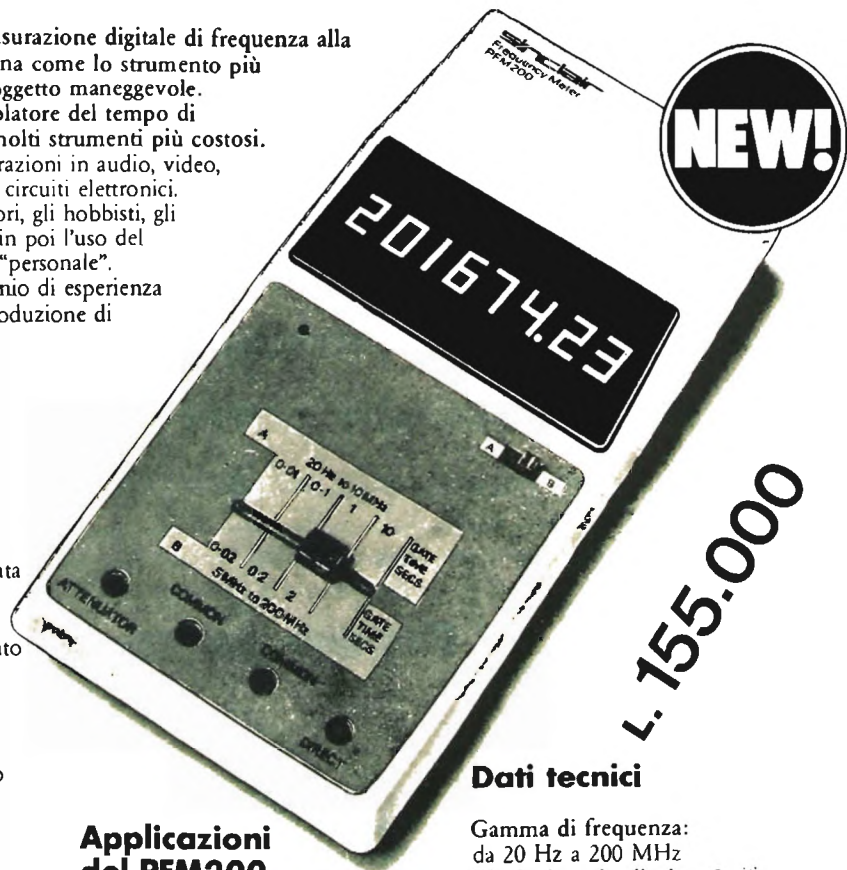 surazione digitale di frequenza alla
na come lo strumento più
oggetto maneggevole.
olatore del tempo di
molti strumenti più costosi.
razioni in audio, video,
circuiti elettronici.
ori, gli hobbisti, gli
in poi l'uso del
"personale".
nio di esperienza
oduzione di
ata
ato
o
sinclair
Frequency Meter
PFM200
NEW!
201674.23
A
B
A
20 Hz to 10 MHz
0·01 0·1 1 10
GATE
TIME
SECS
B
0·02 0·2 2
5 MHz to 200 MHz
GATE
TIME
SECS
ATTENUATOR
COMMON
COMMON
DIRECT
L. 155.000
Applicazioni
del PFM200
Dati tecnici
Gamma di frequenza:
da 20 Hz a 200 MHz